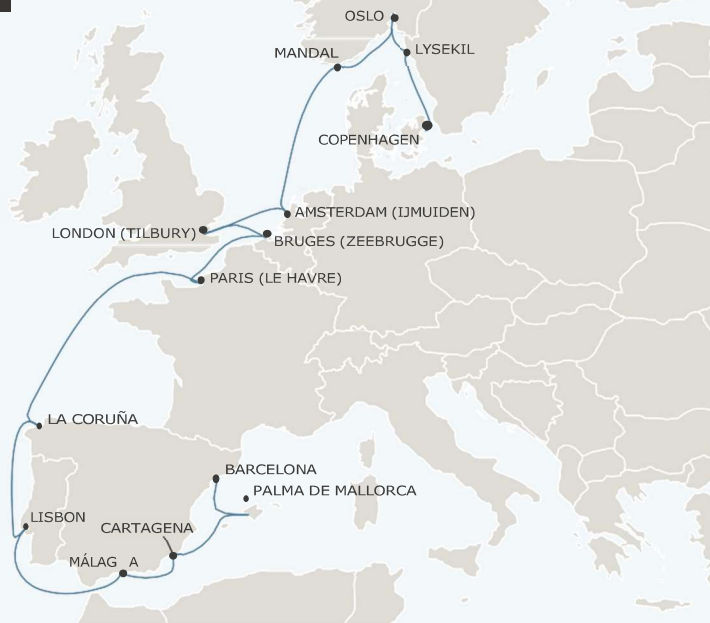 OSLO
MANDAL
LYSEKIL
COPENHAGEN
AMSTERDAM (IJMUIDEN)
LONDON (TILBURY)
BRUGES (ZEEBRUGGE)
PARIS (LE HAVRE)
LA CORUÑA
BARCELONA
PALMA DE MALLORCA
LISBON
CARTAGENA
MÁLAG A